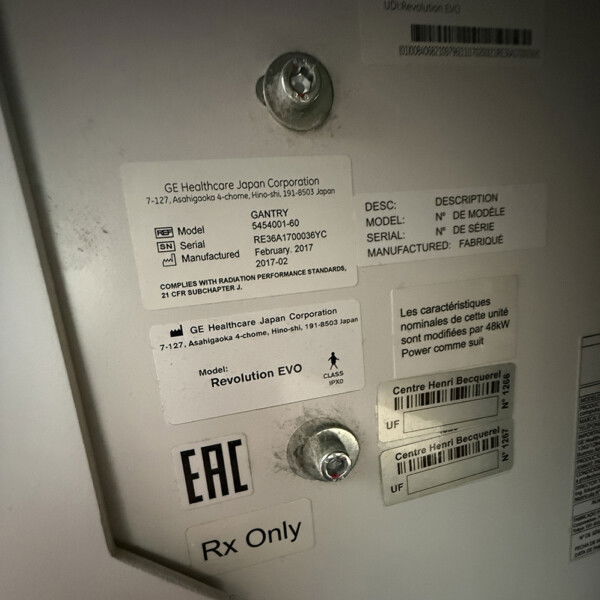 UDI:Revolution EVO
GE Healthcare Japan Corporation
7-127, Asahigaoka 4-chome, Hino-shi, 191-8503 Japan
GANTRY
REF Model 5454001-60
SN Serial RE36A1700036YC
Manufactured February. 2017
2017-02
COMPLIES WITH RADIATION PERFORMANCE STANDARDS,
21 CFR SUBCHAPTER J.
DESC: DESCRIPTION
MODEL: N° DE MODÈLE
SERIAL: N° DE SÉRIE
MANUFACTURED: FABRIQUÉ
GE Healthcare Japan Corporation
7-127, Asahigaoka 4-chome, Hino-shi, 191-8503 Japan
Model:
Revolution EVO
CLASS
IPX0
Les caractéristiques
nominales de cette unité
sont modifiées par 48kW
Power comme suit
Centre Henri Becquerel
UF
N° 1266
Centre Henri Becquerel
UF
N° 1267
EAC
Rx Only